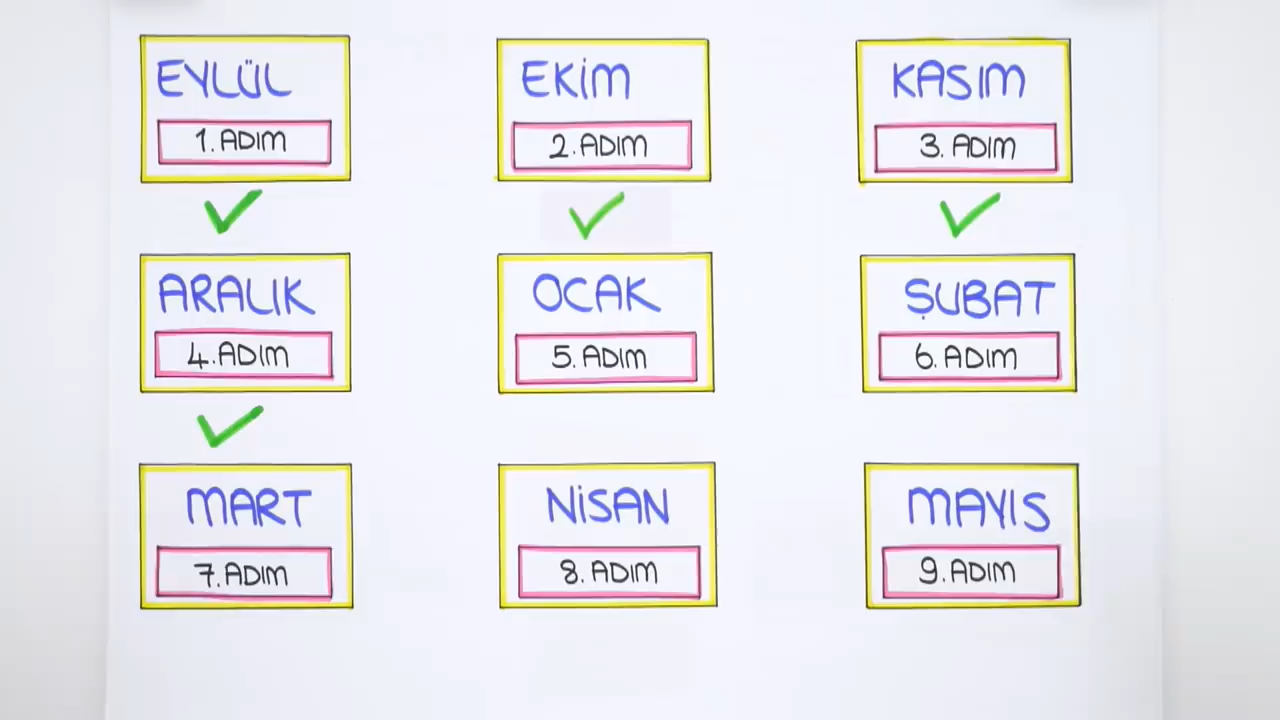 EYLÜL
1. ADIM
EKİM
2. ADIM
KASIM
3. ADIM
ARALIK
4. ADIM
OCAK
5. ADIM
ŞUBAT
6. ADIM
MART
7. ADIM
NİSAN
8. ADIM
MAYIS
9. ADIM